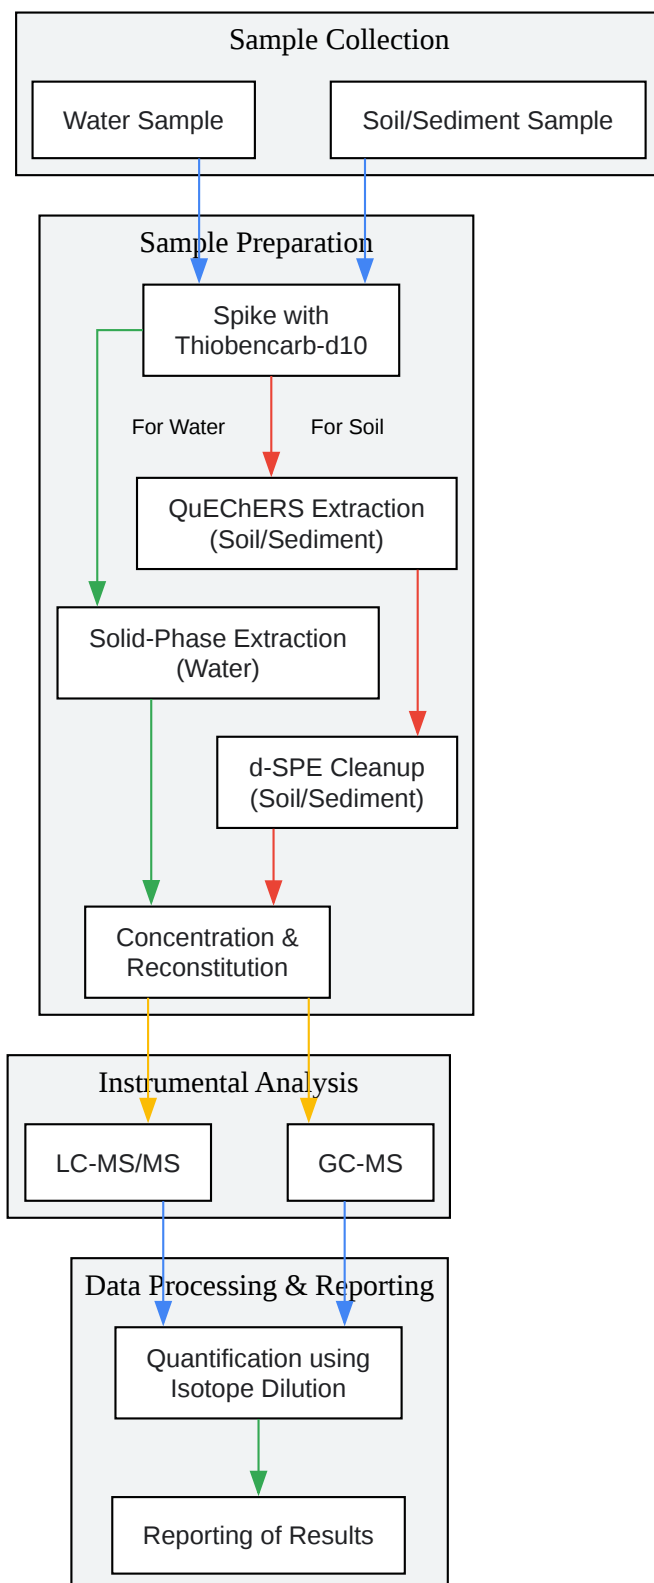 Sample Collection
Water Sample
Soil/Sediment Sample
Sample Preparation
Spike with
Thiobencarb-d10
For Water
For Soil
QuEChERS Extraction
(Soil/Sediment)
Solid-Phase Extraction
(Water)
d-SPE Cleanup
(Soil/Sediment)
Concentration &
Reconstitution
Instrumental Analysis
LC-MS/MS
GC-MS
Data Processing & Reporting
Quantification using
Isotope Dilution
Reporting of Results